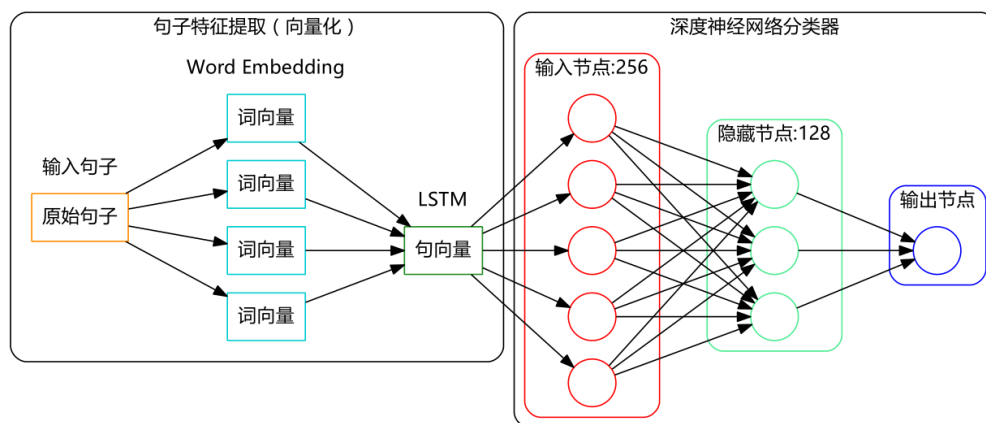 句子特征提取（向量化）
深度神经网络分类器
Word Embedding
输入节点:256
词向量
隐藏节点:128
输入句子
词向量
LSTM
输出节点
原始句子
词向量
句向量
词向量